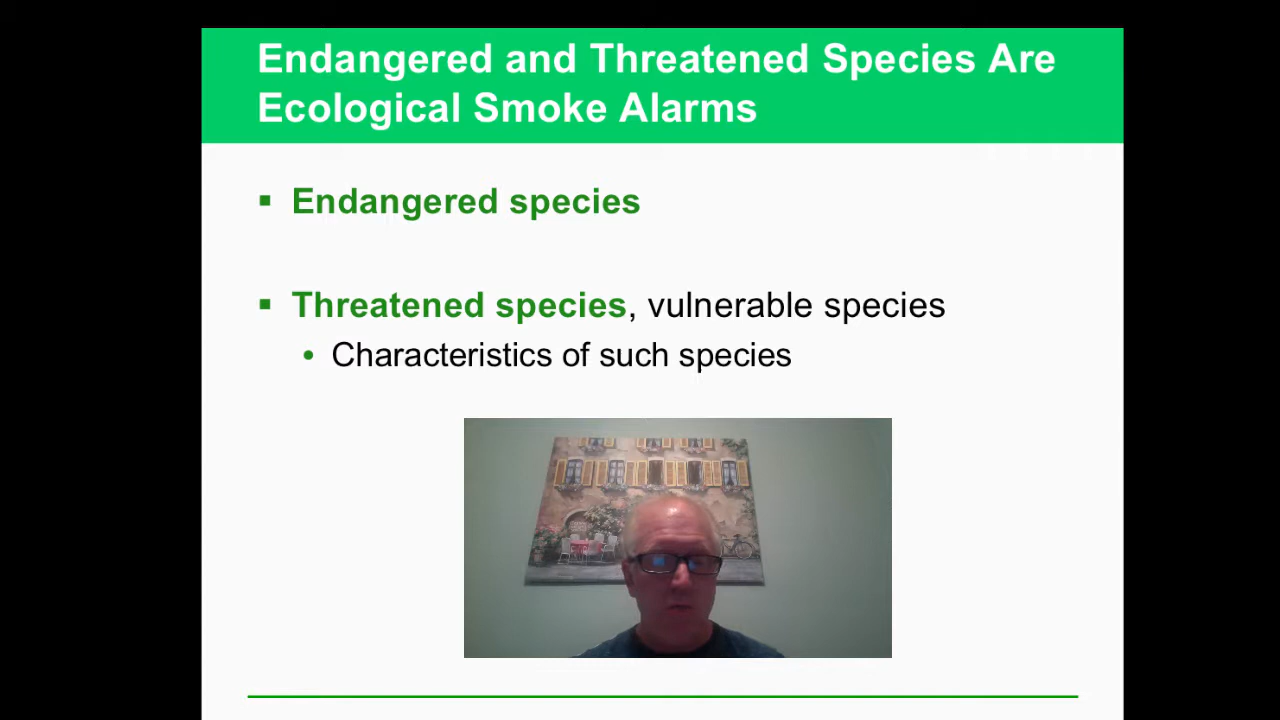 Endangered and Threatened Species Are
Ecological Smoke Alarms
▪ Endangered species
▪ Threatened species, vulnerable species
• Characteristics of such species